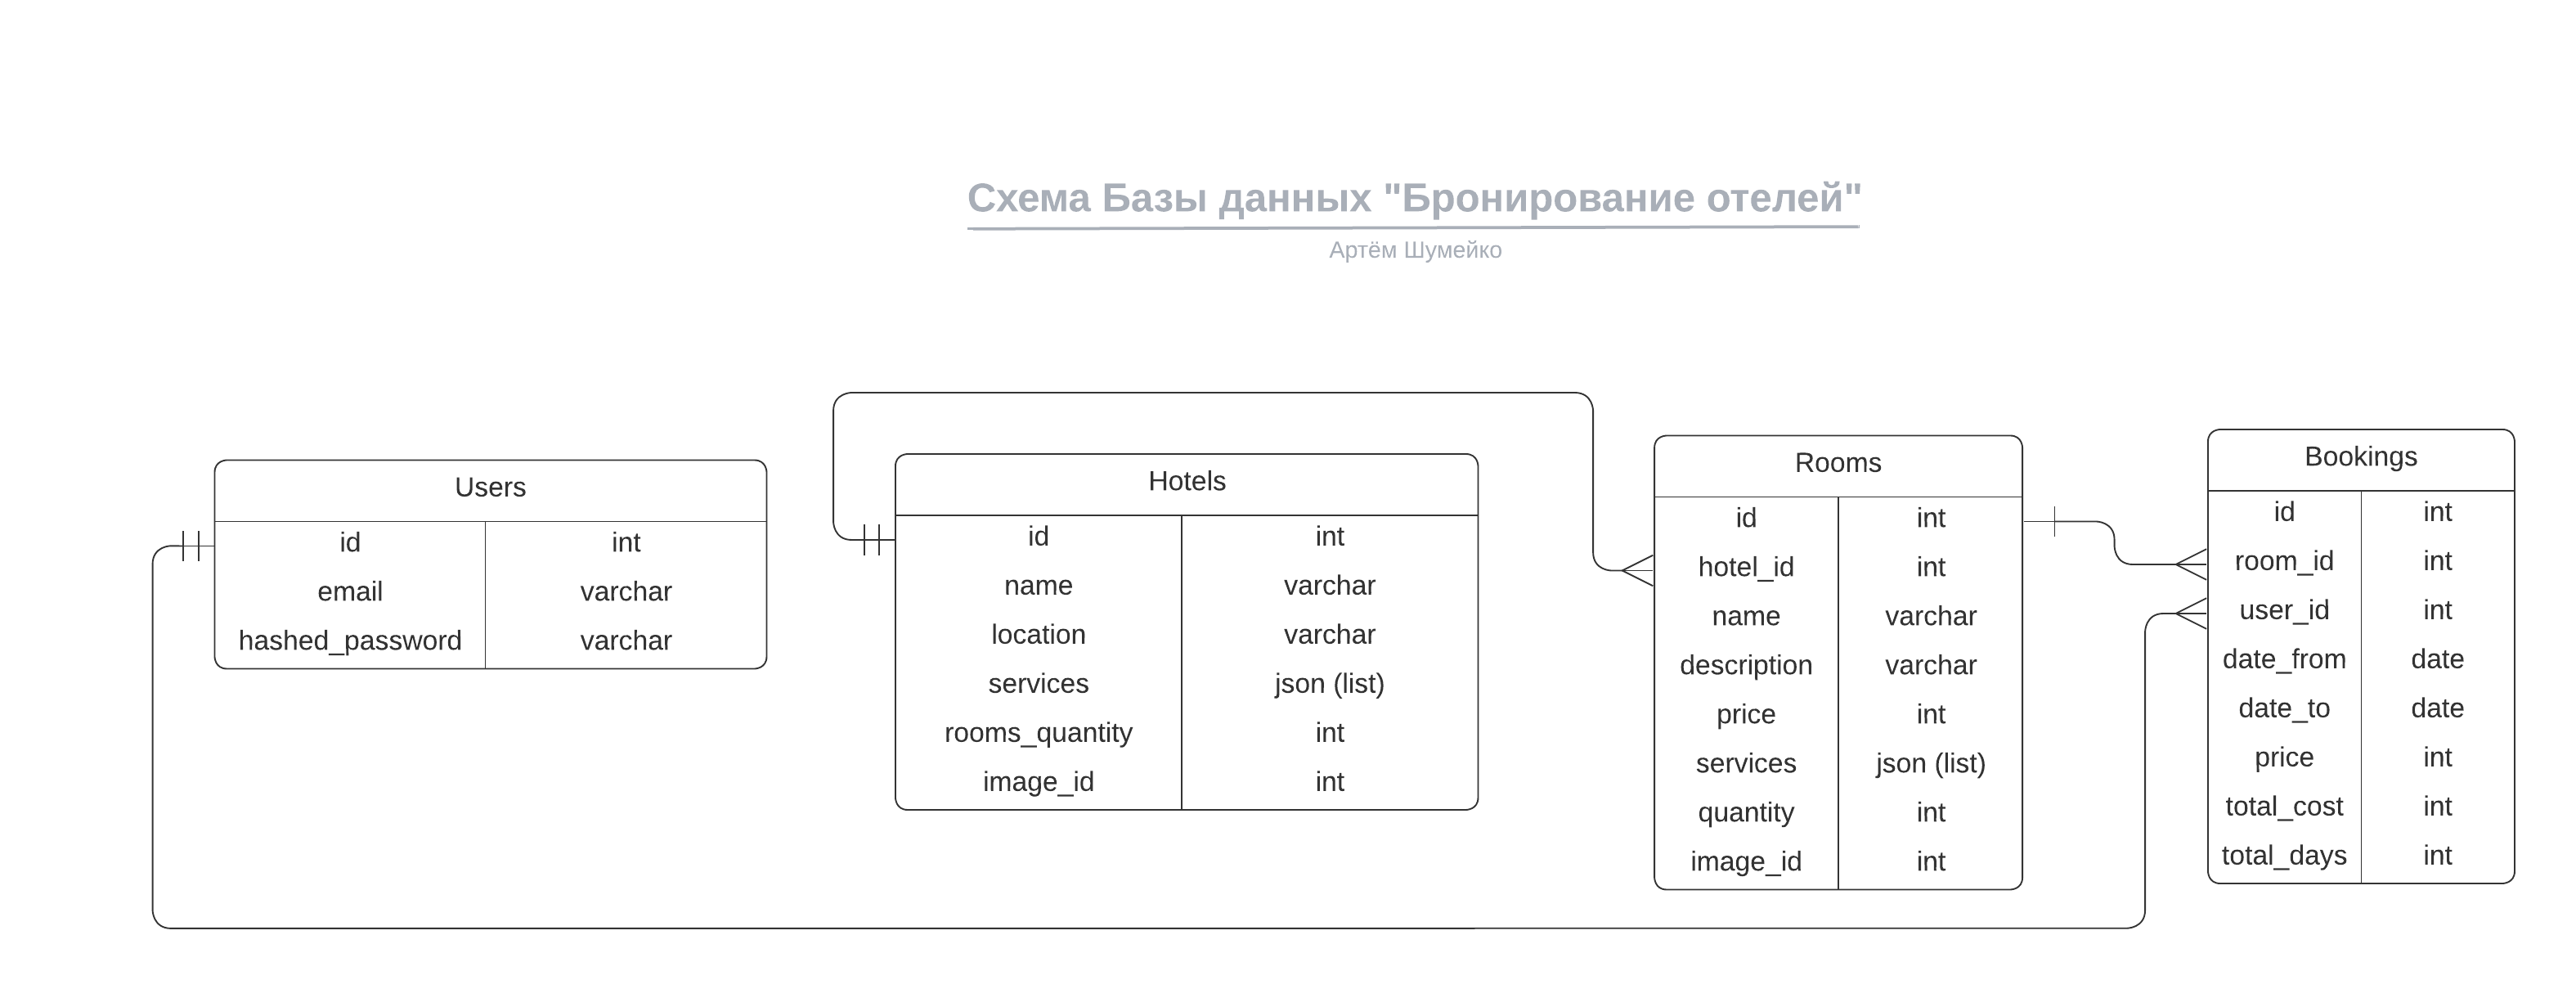 Схема Базы данных "Бронирование отелей"
Артём Шумейко
Users
id int
email varchar
hashed_password varchar
Hotels
id int
name varchar
location varchar
services json (list)
rooms_quantity int
image_id int
Rooms
id int
hotel_id int
name varchar
description varchar
price int
services json (list)
quantity int
image_id int
Bookings
id int
room_id int
user_id int
date_from date
date_to date
price int
total_cost int
total_days int